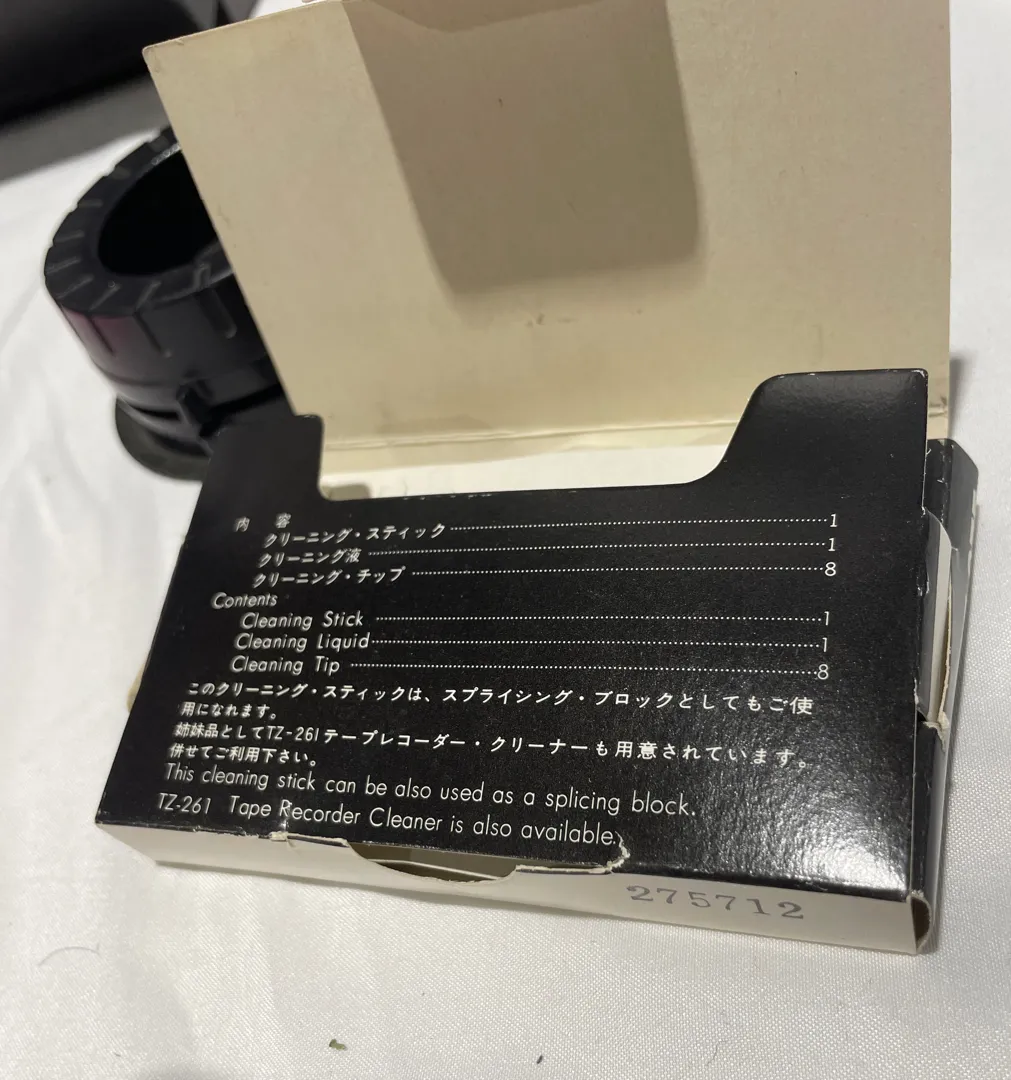 内 容
クリーニング・スティック 1
クリーニング液 1
クリーニング・チップ 8
Contents
Cleaning Stick 1
Cleaning Liquid 1
Cleaning Tip 8
このクリーニング・スティックは、スプライシング・ブロックとしてもご使
用になれます。
姉妹品としてTZ-261テープレコーダー・クリーナーも用意されています。
併せてご利用下さい。
This cleaning stick can be also used as a splicing block.
TZ-261 Tape Recorder Cleaner is also available.
275712